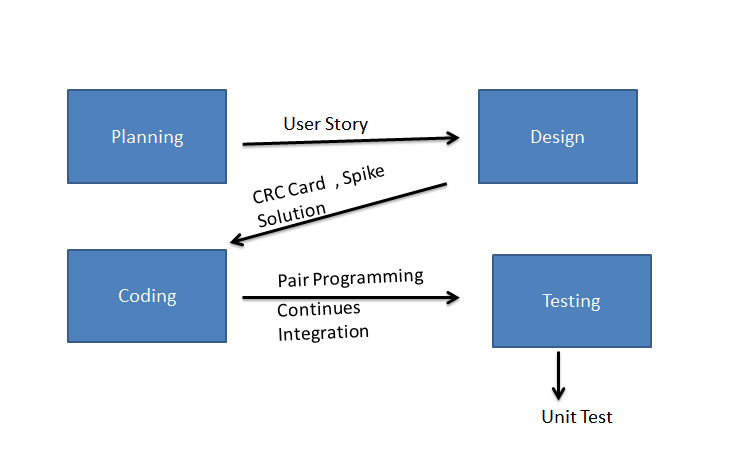 Planning
User Story
Design
CRC Card , Spike
Solution
Coding
Pair Programming
Continues
Integration
Testing
Unit Test